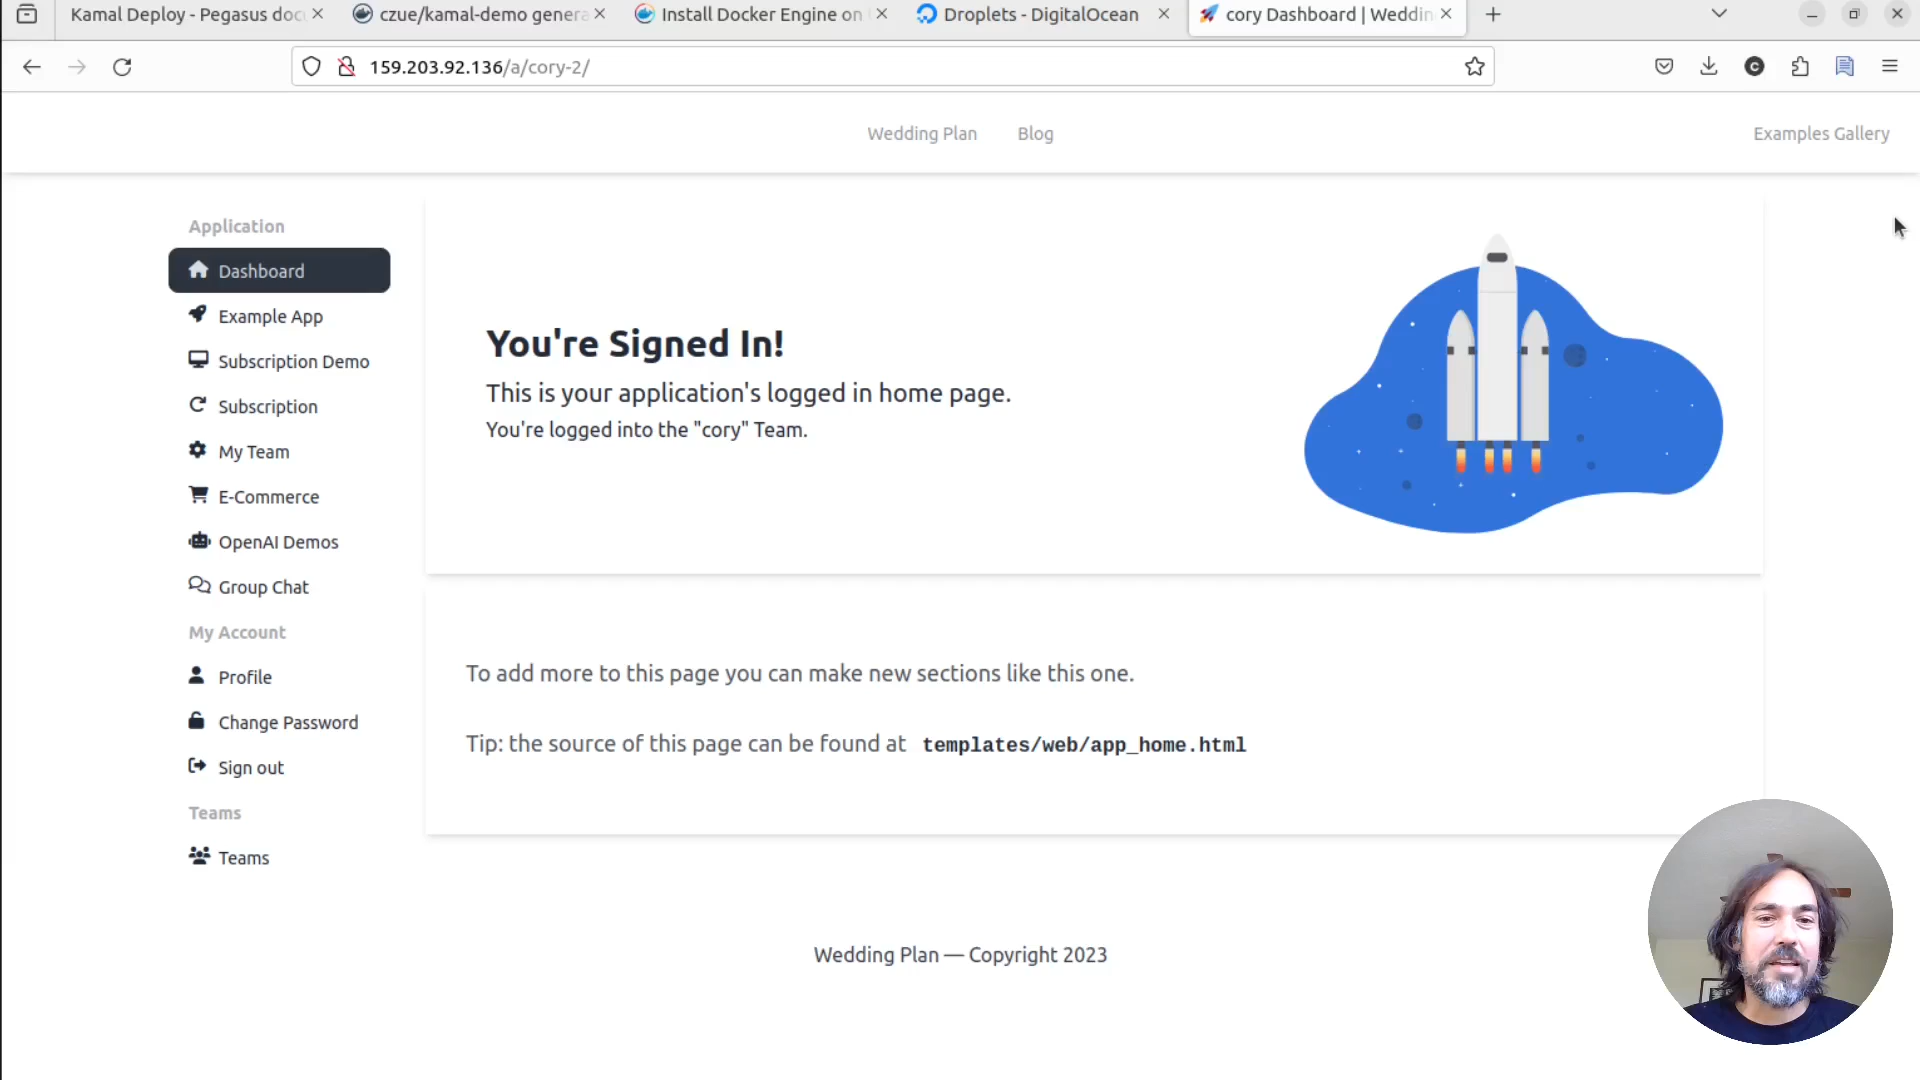 Kamal Deploy - Pegasus doc
czue/kamal-demo genera
Install Docker Engine on
Droplets - DigitalOcean
cory Dashboard | Weddin
159.203.92.136/a/cory-2/
C
Wedding Plan
Blog
Examples Gallery
Application
Dashboard
Example App
Subscription Demo
Subscription
My Team
E-Commerce
OpenAI Demos
Group Chat
My Account
Profile
Change Password
Sign out
Teams
Teams
You're Signed In!
This is your application's logged in home page.
You're logged into the "cory" Team.
To add more to this page you can make new sections like this one.
Tip: the source of this page can be found at templates/web/app_home.html
Wedding Plan — Copyright 2023